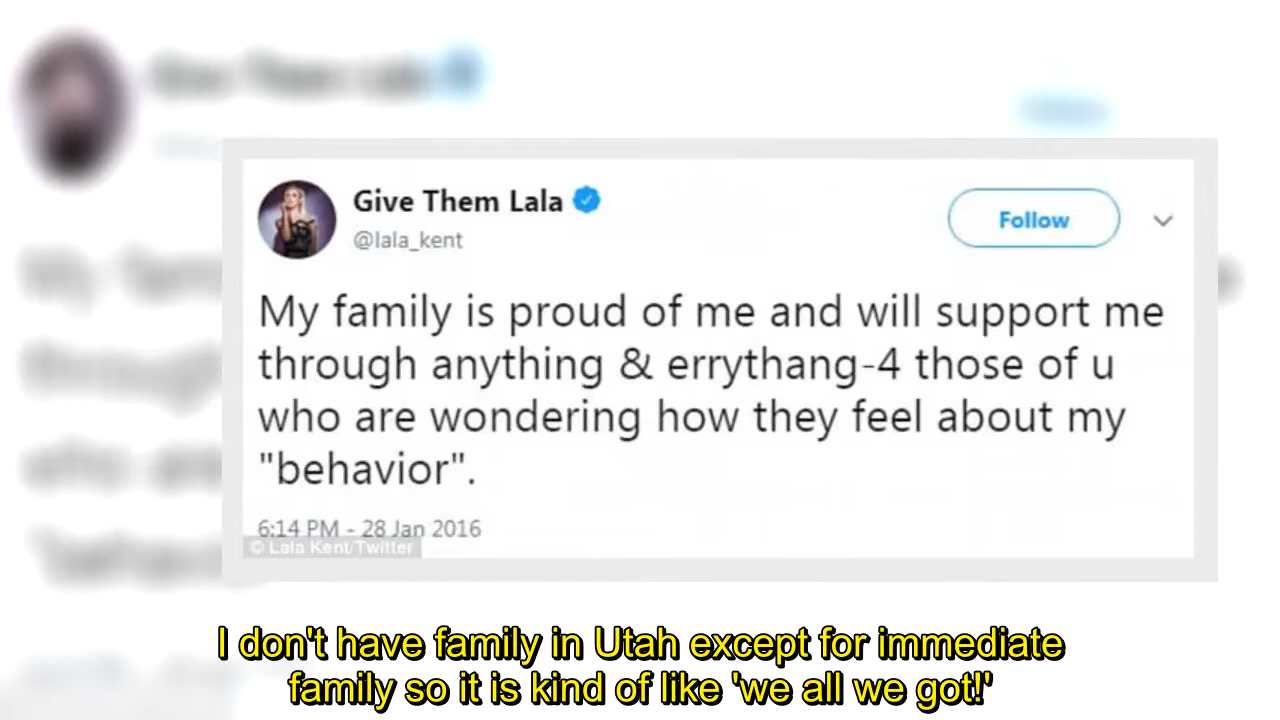 Give Them Lala
@lala_kent
Follow
My family is proud of me and will support me
through anything & errythang-4 those of u
who are wondering how they feel about my
"behavior".
6:14 PM - 28 Jan 2016
© Lala Kent/Twitter
I don't have family in Utah except for immediate
family so it is kind of like 'we all we got!'